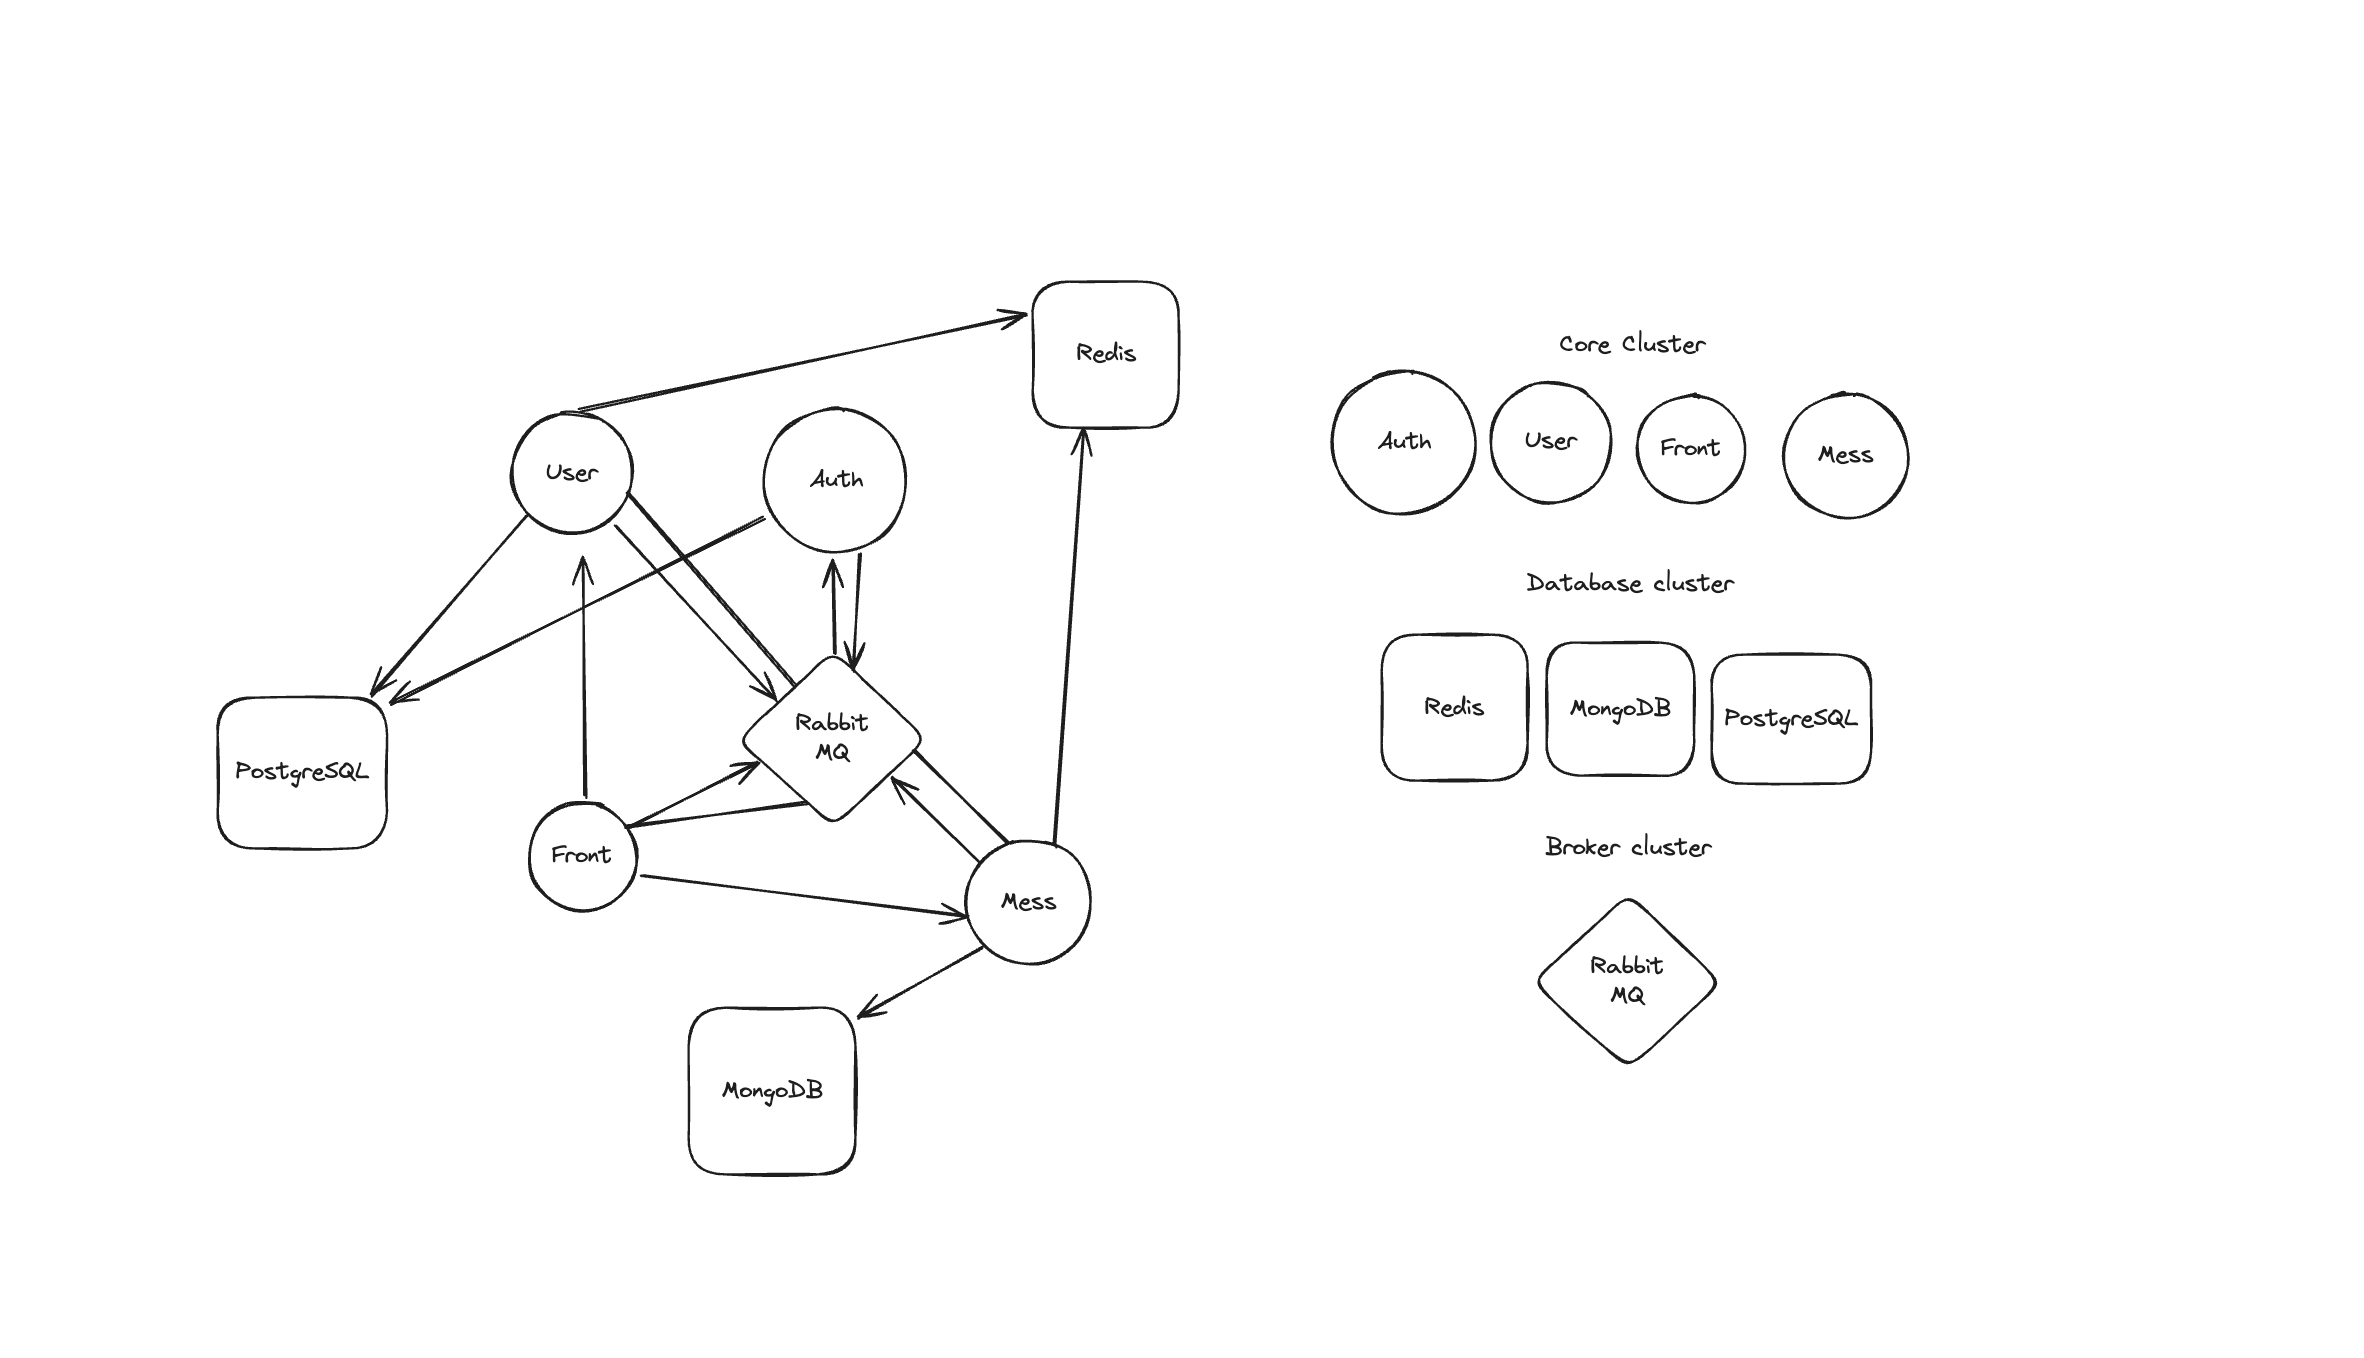 Redis
User
Auth
Rabbit
MQ
PostgreSQL
Front
Mess
MongoDB
Core Cluster
Auth
User
Front
Mess
Database cluster
Redis
MongoDB
PostgreSQL
Broker cluster
Rabbit
MQ